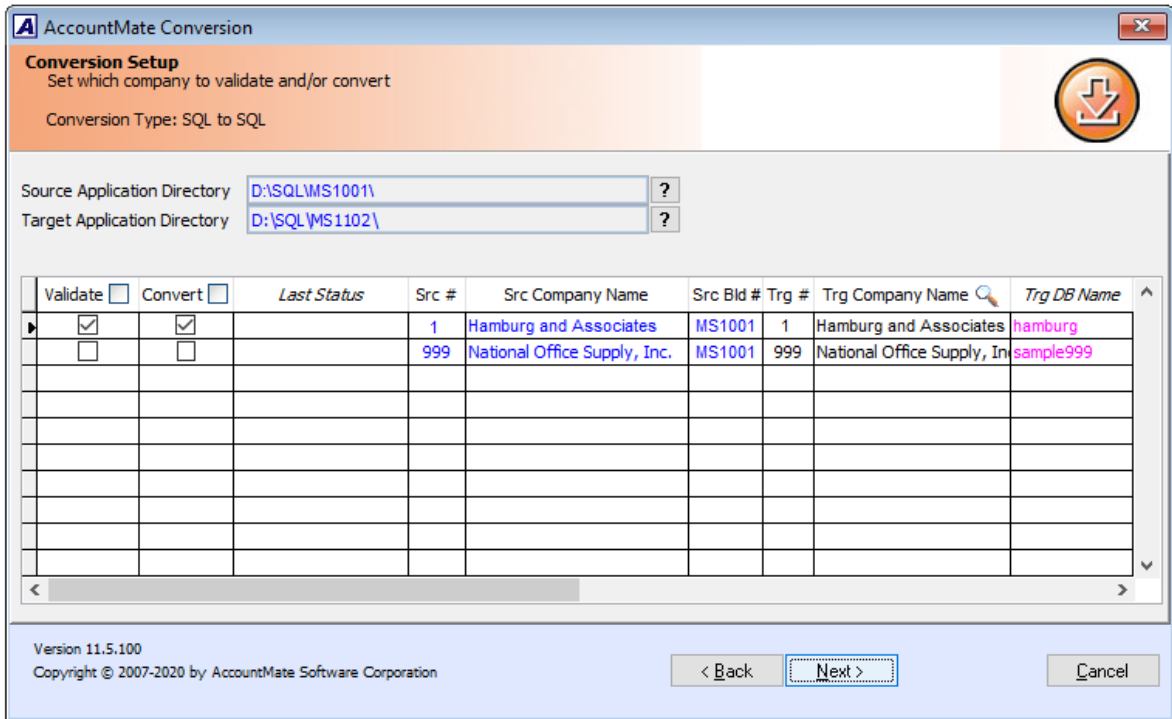 AccountMate Conversion
Conversion Setup
Set which company to validate and/or convert
Conversion Type: SQL to SQL
Source Application Directory D:\SQL\MS1001\ ?
Target Application Directory D:\SQL\MS1102\ ?
Validate Convert Last Status Src # Src Company Name Src Bld # Trg # Trg Company Name Trg DB Name
1 Hamburg and Associates MS1001 1 Hamburg and Associates hamburg
999 National Office Supply, Inc. MS1001 999 National Office Supply, In sample999
Version 11.5.100
Copyright © 2007-2020 by AccountMate Software Corporation
< Back Next > Cancel